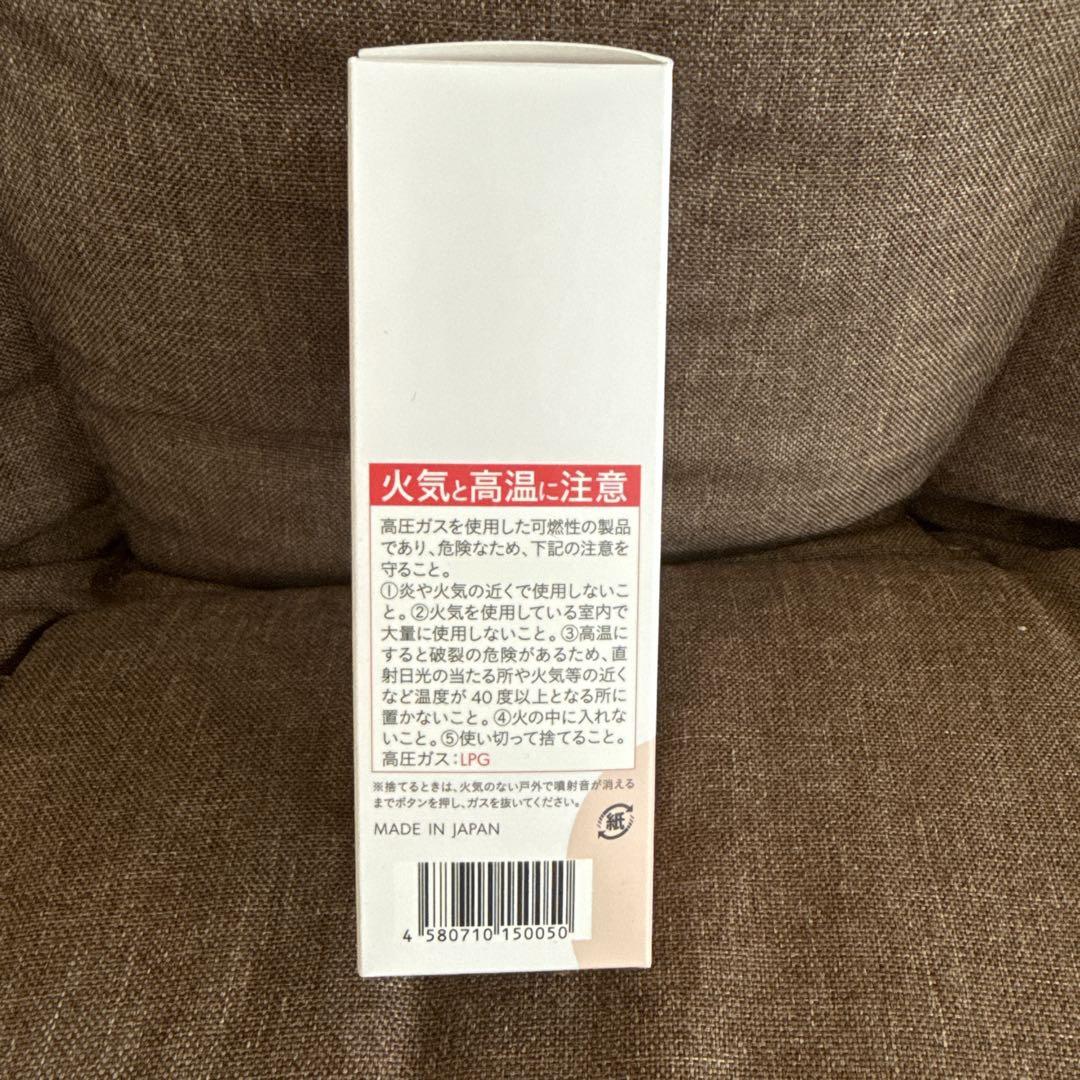 火気と高温に注意
高圧ガスを使用した可燃性の製品
であり、危険なため、下記の注意を
守ること。
①炎や火気の近くで使用しないこ
と。②火気を使用している室内で
大量に使用しないこと。③高温に
すると破裂の危険があるため、直
射日光の当たる所や火気等の近く
など温度が 40 度以上となる所に
置かないこと。④火の中に入れな
いこと。⑤使い切って捨てること。
高圧ガス：LPG
※捨てるときは、火気のない戸外で噴射音が消える
までボタンを押し、ガスを抜いてください。
紙
MADE IN JAPAN
4 580710 150050